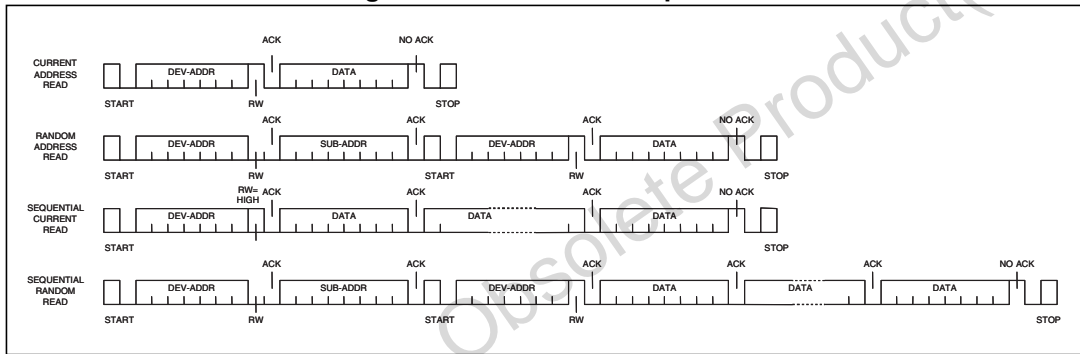 ACK NO ACK
CURRENT
ADDRESS
READ
DEV-ADDR DATA
START RW STOP
ACK ACK ACK NO ACK
RANDOM
ADDRESS
READ
DEV-ADDR SUB-ADDR DEV-ADDR DATA
START RW START RW STOP
RW=
HIGH
ACK ACK ACK NO ACK
SEQUENTIAL
CURRENT
READ
DEV-ADDR DATA DATA DATA
START STOP
ACK ACK ACK ACK ACK NO ACK
SEQUENTIAL
RANDOM
READ
DEV-ADDR SUB-ADDR DEV-ADDR DATA DATA DATA
START RW START RW STOP
Obsolete Product(